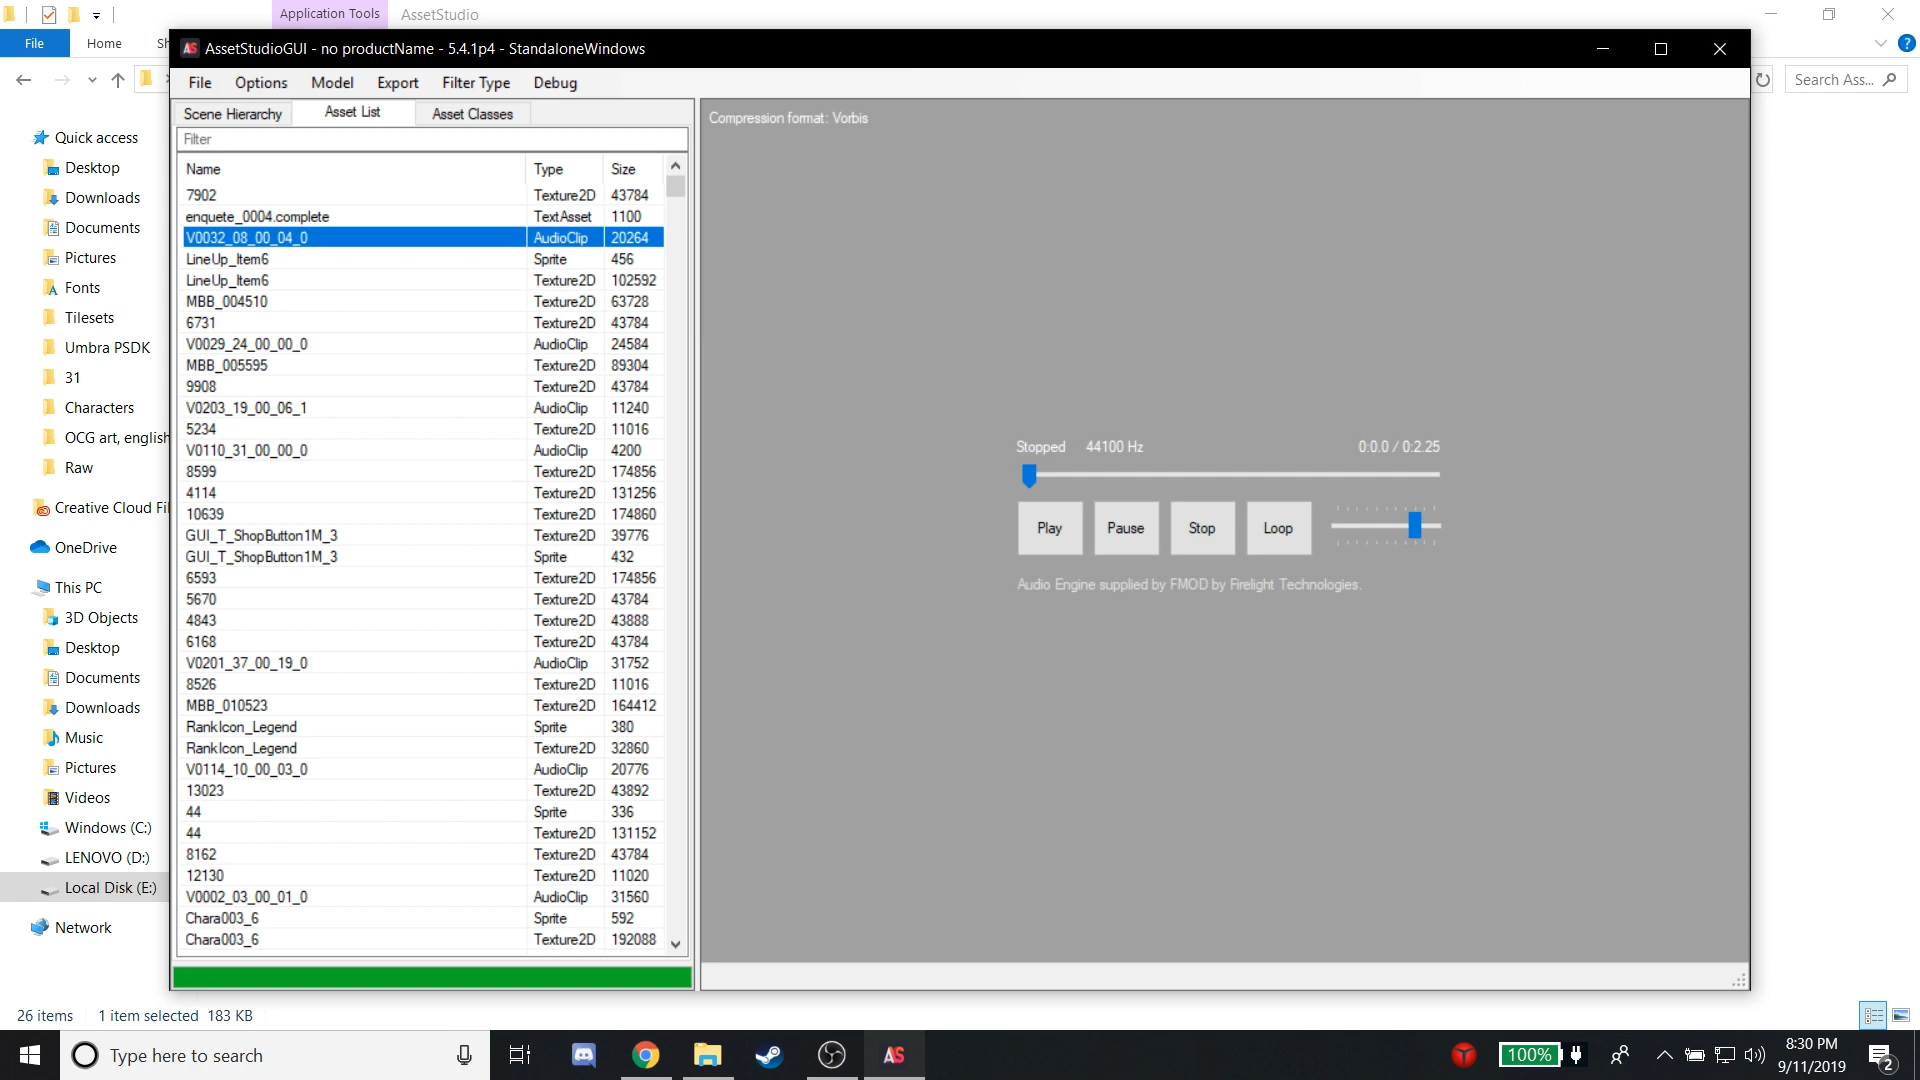 Application Tools AssetStudio
File Home Sh
AssetStudioGUI - no productName - 5.4.1p4 - StandaloneWindows
Search Ass...
File Options Model Export Filter Type Debug
Scene Hierarchy Asset List Asset Classes
Filter
Name Type Size
7902 Texture2D 43784
enquete_0004.complete TextAsset 1100
V0032_08_00_04_0 AudioClip 20264
LineUp_Item6 Sprite 456
LineUp_Item6 Texture2D 102592
MBB_004510 Texture2D 63728
6731 Texture2D 43784
V0029_24_00_00_0 AudioClip 24584
MBB_005595 Texture2D 89304
9908 Texture2D 43784
V0203_19_00_06_1 AudioClip 11240
5234 Texture2D 11016
V0110_31_00_00_0 AudioClip 4200
8599 Texture2D 174856
4114 Texture2D 131256
10639 Texture2D 174860
GUI_T_ShopButton1M_3 Texture2D 39776
GUI_T_ShopButton1M_3 Sprite 432
6593 Texture2D 174856
5670 Texture2D 43784
4843 Texture2D 43888
6168 Texture2D 43784
V0201_37_00_19_0 AudioClip 31752
8526 Texture2D 11016
MBB_010523 Texture2D 164412
RankIcon_Legend Sprite 380
RankIcon_Legend Texture2D 32860
V0114_10_00_03_0 AudioClip 20776
13023 Texture2D 43892
44 Sprite 336
44 Texture2D 131152
8162 Texture2D 43784
12130 Texture2D 11020
V0002_03_00_01_0 AudioClip 31560
Chara003_6 Sprite 592
Chara003_6 Texture2D 192088
Compression format: Vorbis
Stopped 44100 Hz 0:0.0 / 0:2.25
Play Pause Stop Loop
Audio Engine supplied by FMOD by Firelight Technologies.
Quick access
Desktop
Downloads
Documents
Pictures
Fonts
Tilesets
Umbra PSDK
31
Characters
OCG art, english
Raw
Creative Cloud Fil
OneDrive
This PC
3D Objects
Desktop
Documents
Downloads
Music
Pictures
Videos
Windows (C:)
LENOVO (D:)
Local Disk (E:)
Network
26 items 1 item selected 183 KB
Type here to search
AS
100%
8:30 PM
9/11/2019
2